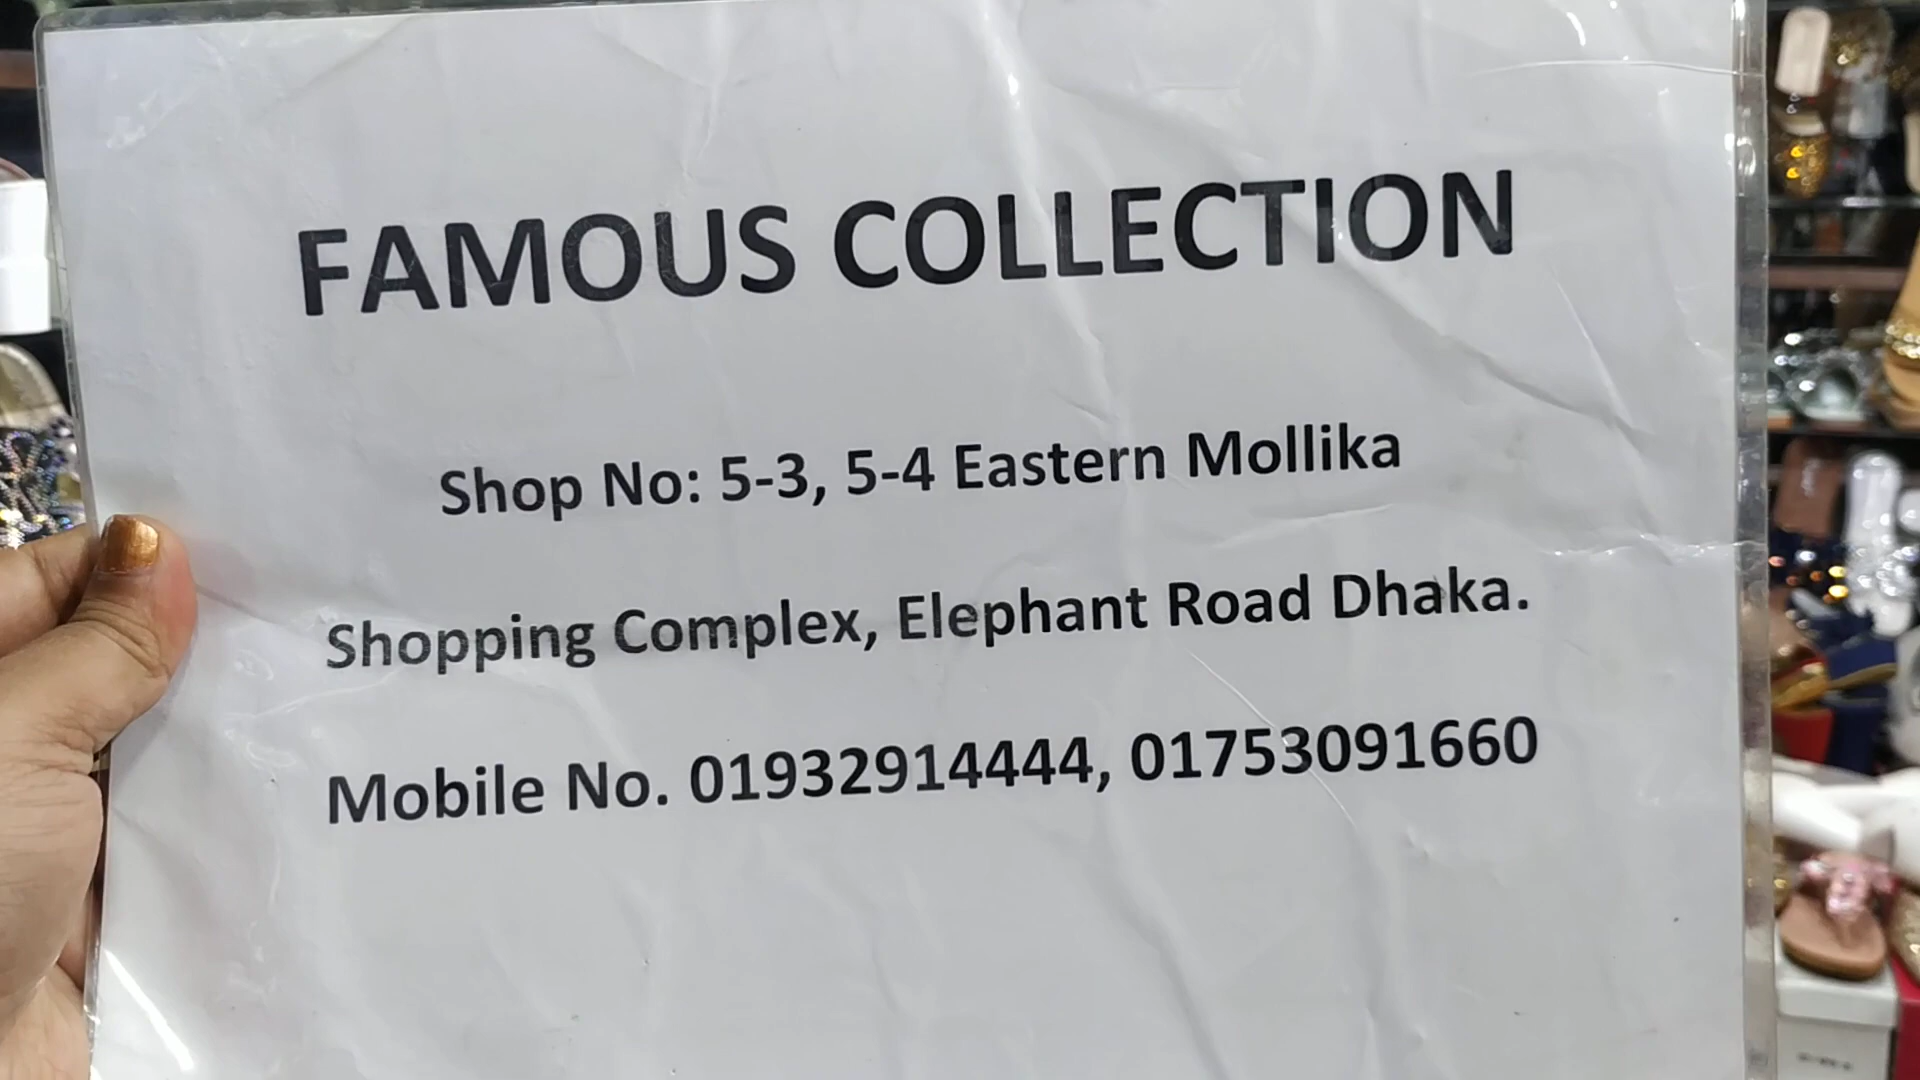 FAMOUS COLLECTION
Shop No: 5-3, 5-4 Eastern Mollika
Shopping Complex, Elephant Road Dhaka.
Mobile No. 01932914444, 01753091660